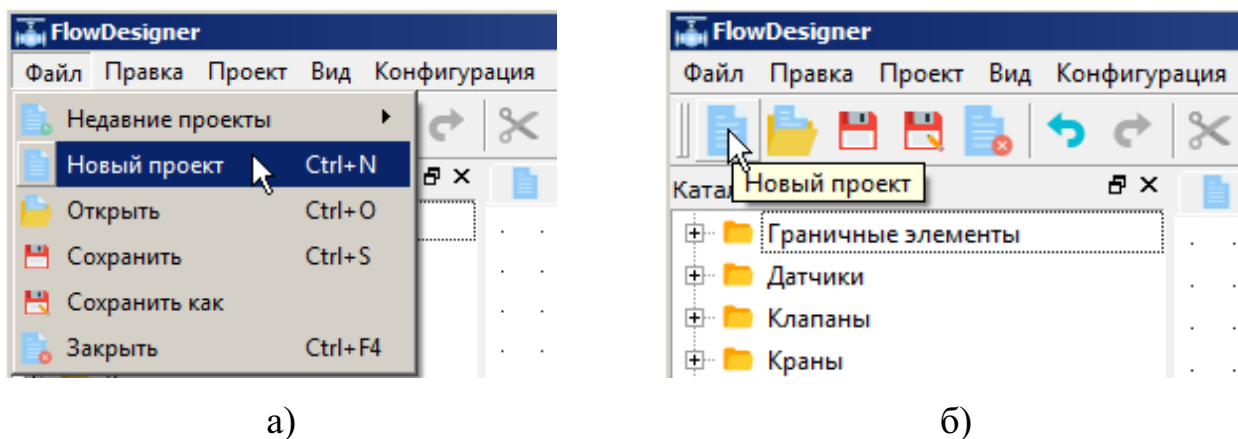 FlowDesigner
Файл Правка Проект Вид Конфигурация
Недавние проекты
Новый проект Ctrl+N
Открыть Ctrl+O
Сохранить Ctrl+S
Сохранить как
Закрыть Ctrl+F4
а)
FlowDesigner
Файл Правка Проект Вид Конфигурация
Новый проект
Катал
Граничные элементы
Датчики
Клапаны
Краны
б)